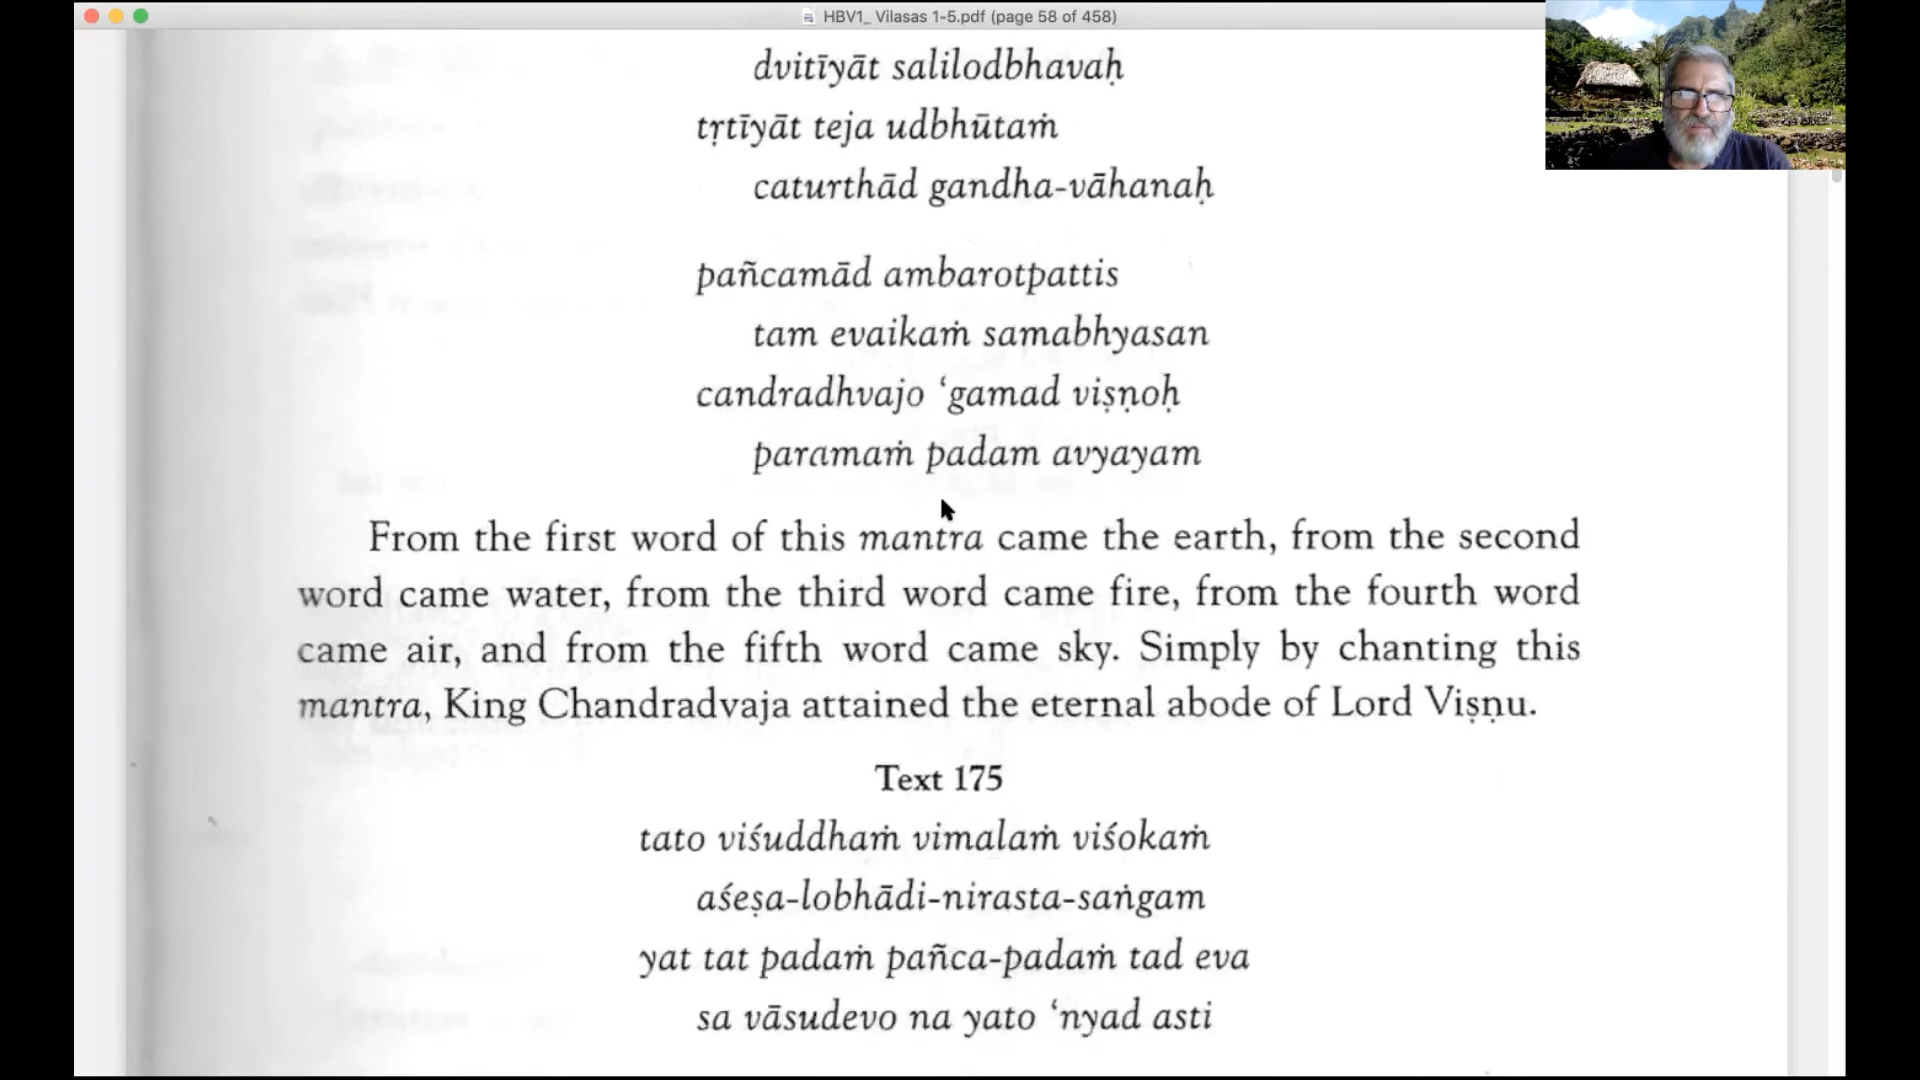 HBV1_ Vilasas 1-5.pdf (page 58 of 458)
dvitīyāt salilodbhavaḥ
tṛtīyāt teja udbhūtaṁ
caturthād gandha-vāhanaḥ
pañcamād ambarotpattis
tam evaikaṁ samabhyasan
candradhvajo ‘gamad viṣṇoḥ
paramaṁ padam avyayam
From the first word of this mantra came the earth, from the second
word came water, from the third word came fire, from the fourth word
came air, and from the fifth word came sky. Simply by chanting this
mantra, King Chandradvaja attained the eternal abode of Lord Viṣṇu.
Text 175
tato viśuddhaṁ vimalaṁ viśokaṁ
aśeṣa-lobhādi-nirasta-saṅgam
yat tat padaṁ pañca-padaṁ tad eva
sa vāsudevo na yato ‘nyad asti